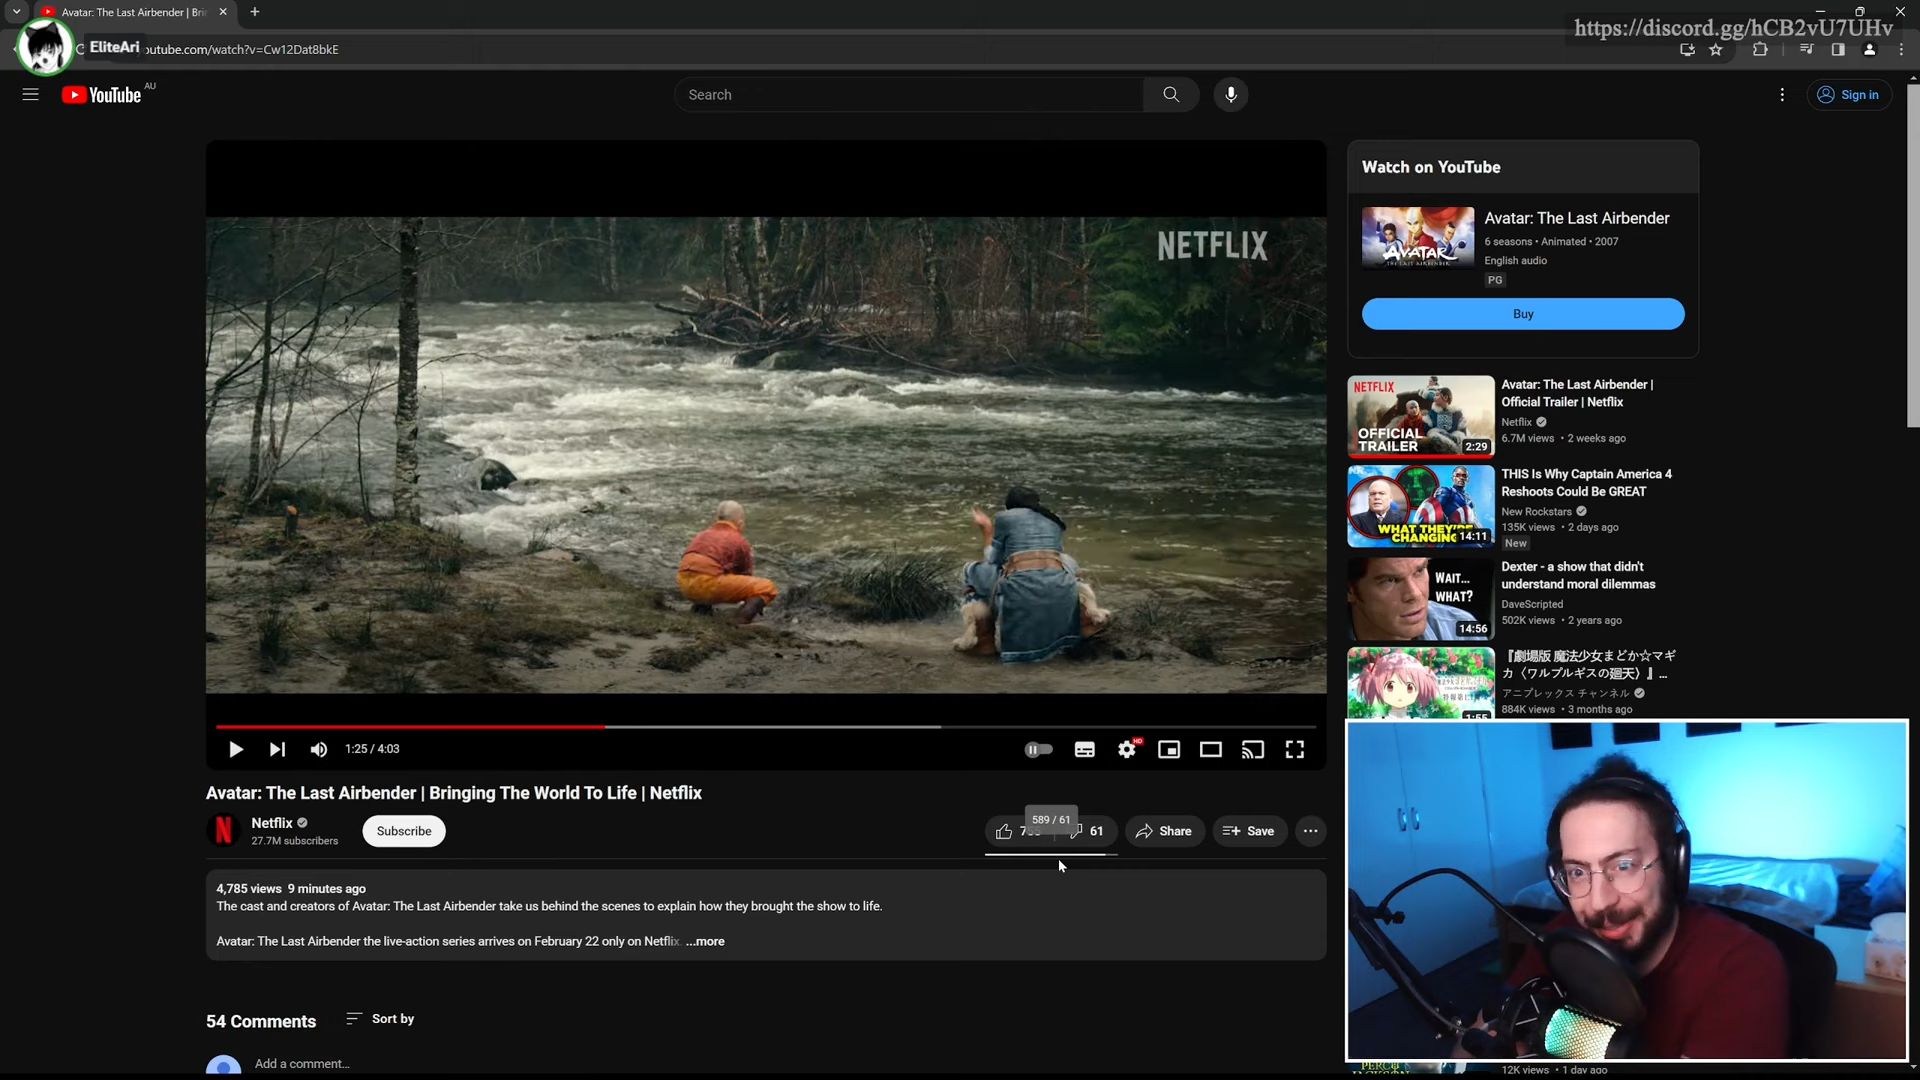 Avatar: The Last Airbender | Bri
https://discord.gg/hCB2vU7UHv
EliteAri
outube.com/watch?v=Cw12Dat8bkE
YouTube AU
Search
Sign in
NETFLIX
1:25 / 4:03
Avatar: The Last Airbender | Bringing The World To Life | Netflix
Netflix
27.7M subscribers
Subscribe
589 / 61
61
Share
Save
4,785 views 9 minutes ago
The cast and creators of Avatar: The Last Airbender take us behind the scenes to explain how they brought the show to life.
Avatar: The Last Airbender the live-action series arrives on February 22 only on Netflix. ...more
54 Comments
Sort by
Add a comment...
Watch on YouTube
AVATAR
THE LAST AIRBENDER
Avatar: The Last Airbender
6 seasons • Animated • 2007
English audio
PG
Buy
NETFLIX
OFFICIAL
TRAILER
2:29
Avatar: The Last Airbender |
Official Trailer | Netflix
Netflix
6.7M views • 2 weeks ago
WHAT THEY'RE
CHANGING
14:11
THIS Is Why Captain America 4
Reshoots Could Be GREAT
New Rockstars
135K views • 2 days ago
New
WAIT...
WHAT?
14:56
Dexter - a show that didn't
understand moral dilemmas
DaveScripted
502K views • 2 years ago
1:55
『劇場版 魔法少女まどか☆マギ
カ〈ワルプルギスの廻天〉』...
アニプレックス チャンネル
884K views • 3 months ago
12K views • 1 day ago